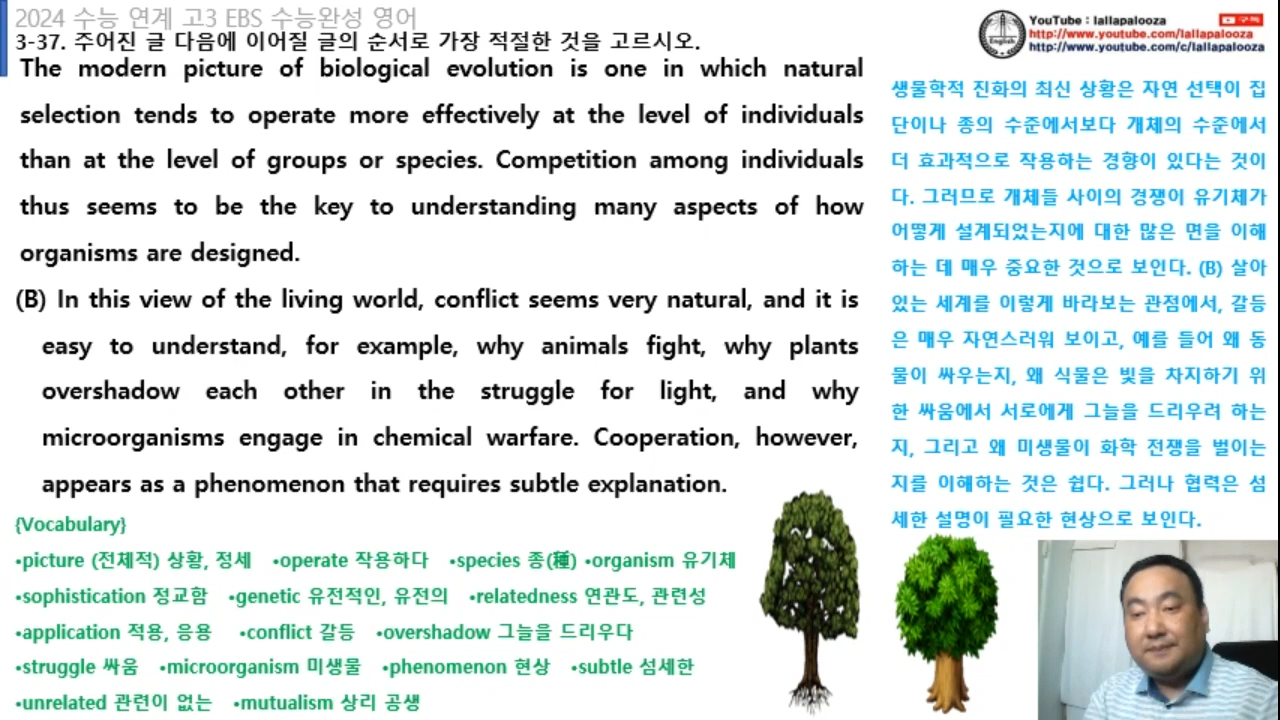 2024 수능 연계 고3 EBS 수능완성 영어
3-37. 주어진 글 다음에 이어질 글의 순서로 가장 적절한 것을 고르시오.
The modern picture of biological evolution is one in which natural
selection tends to operate more effectively at the level of individuals
than at the level of groups or species. Competition among individuals
thus seems to be the key to understanding many aspects of how
organisms are designed.
(B) In this view of the living world, conflict seems very natural, and it is
easy to understand, for example, why animals fight, why plants
overshadow each other in the struggle for light, and why
microorganisms engage in chemical warfare. Cooperation, however,
appears as a phenomenon that requires subtle explanation.
{Vocabulary}
•picture (전체적) 상황, 정세 •operate 작용하다 •species 종(種) •organism 유기체
•sophistication 정교함 •genetic 유전적인, 유전의 •relatedness 연관도, 관련성
•application 적용, 응용 •conflict 갈등 •overshadow 그늘을 드리우다
•struggle 싸움 •microorganism 미생물 •phenomenon 현상 •subtle 섬세한
•unrelated 관련이 없는 •mutualism 상리 공생
English
YouTube : lallapalooza
구독
http://www.youtube.com/lallapalooza
http://www.youtube.com/c/lallapalooza
생물학적 진화의 최신 상황은 자연 선택이 집
단이나 종의 수준에서보다 개체의 수준에서
더 효과적으로 작용하는 경향이 있다는 것이
다. 그러므로 개체들 사이의 경쟁이 유기체가
어떻게 설계되었는지에 대한 많은 면을 이해
하는 데 매우 중요한 것으로 보인다. (B) 살아
있는 세계를 이렇게 바라보는 관점에서, 갈등
은 매우 자연스러워 보이고, 예를 들어 왜 동
물이 싸우는지, 왜 식물은 빛을 차지하기 위
한 싸움에서 서로에게 그늘을 드리우려 하는
지, 그리고 왜 미생물이 화학 전쟁을 벌이는
지를 이해하는 것은 쉽다. 그러나 협력은 섬
세한 설명이 필요한 현상으로 보인다.